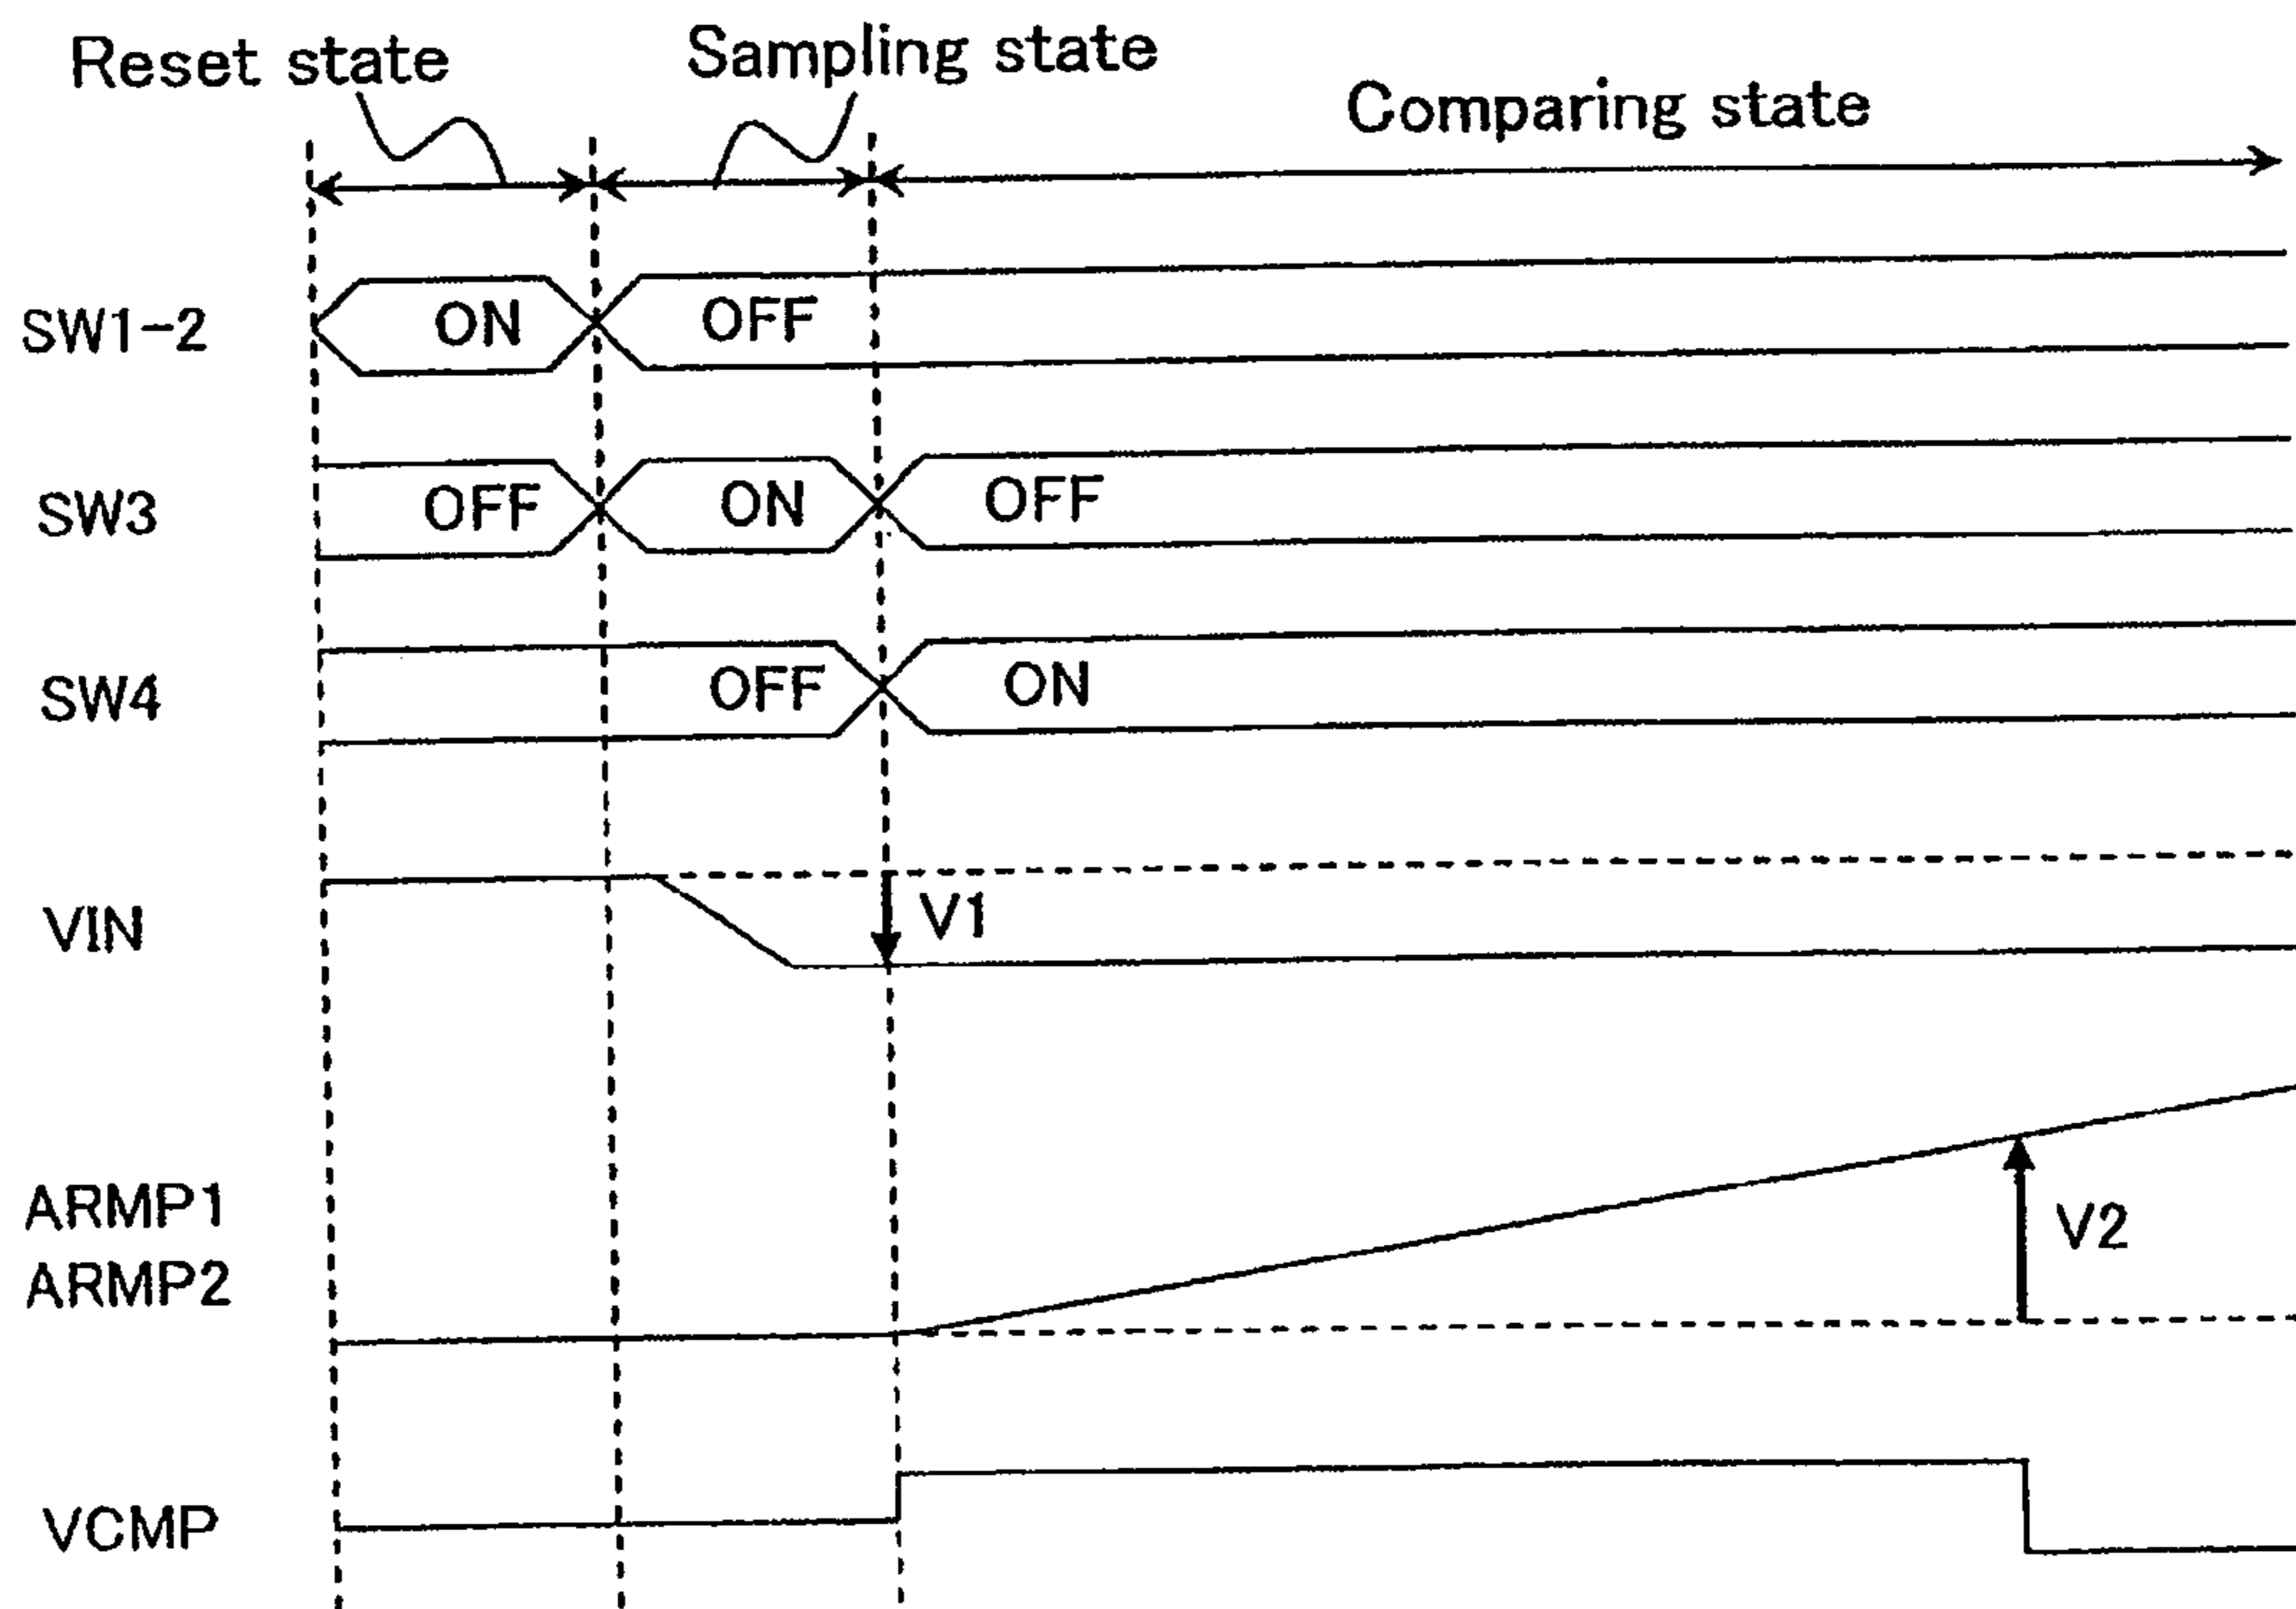 Reset state
Sampling state
Comparing state
SW1-2
ON
OFF
SW3
OFF
ON
OFF
SW4
OFF
ON
VIN
V1
ARMP1
ARMP2
V2
VCMP